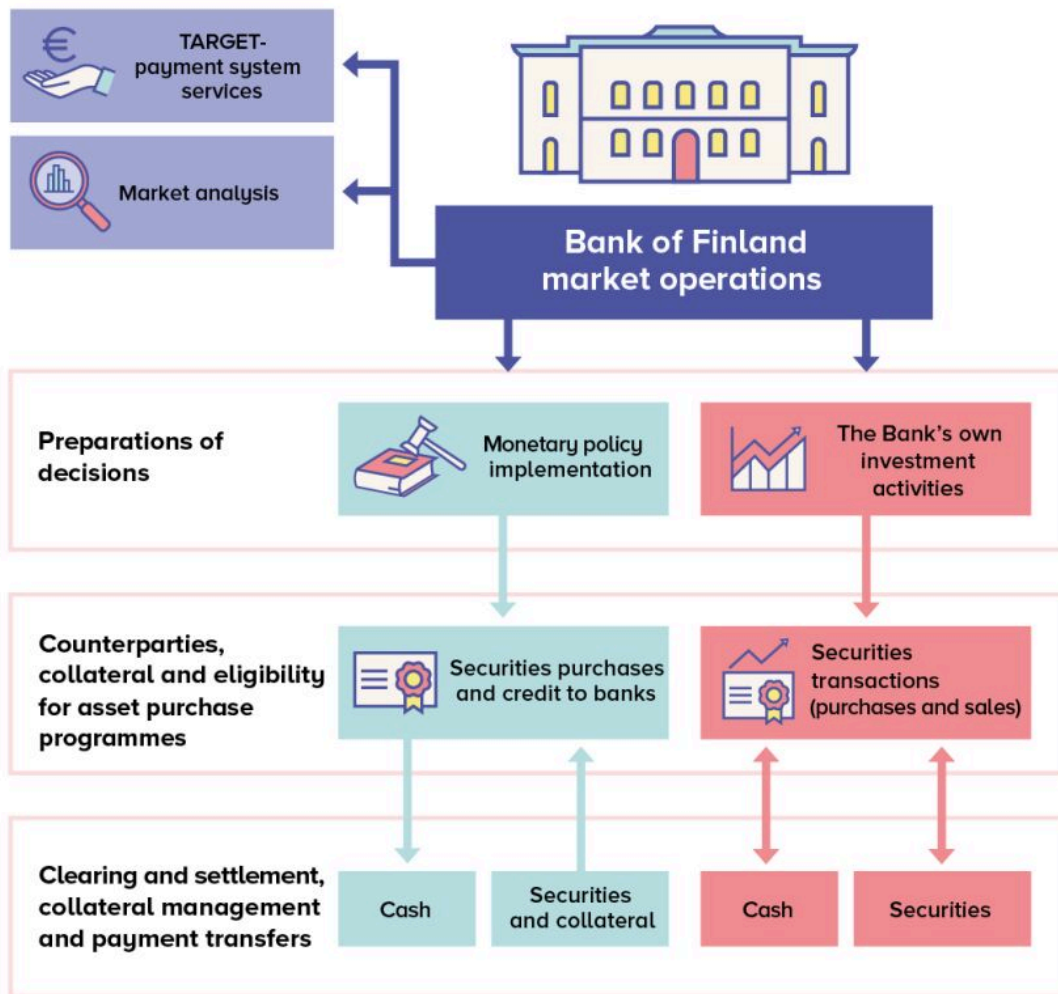 TARGET-
payment system
services
Market analysis
Bank of Finland
market operations
Preparations of
decisions
Monetary policy
implementation
The Bank's own
investment
activities
Counterparties,
collateral and eligibility
for asset purchase
programmes
Securities purchases
and credit to banks
Securities
transactions
(purchases and sales)
Clearing and settlement,
collateral management
and payment transfers
Cash
Securities
and collateral
Cash
Securities